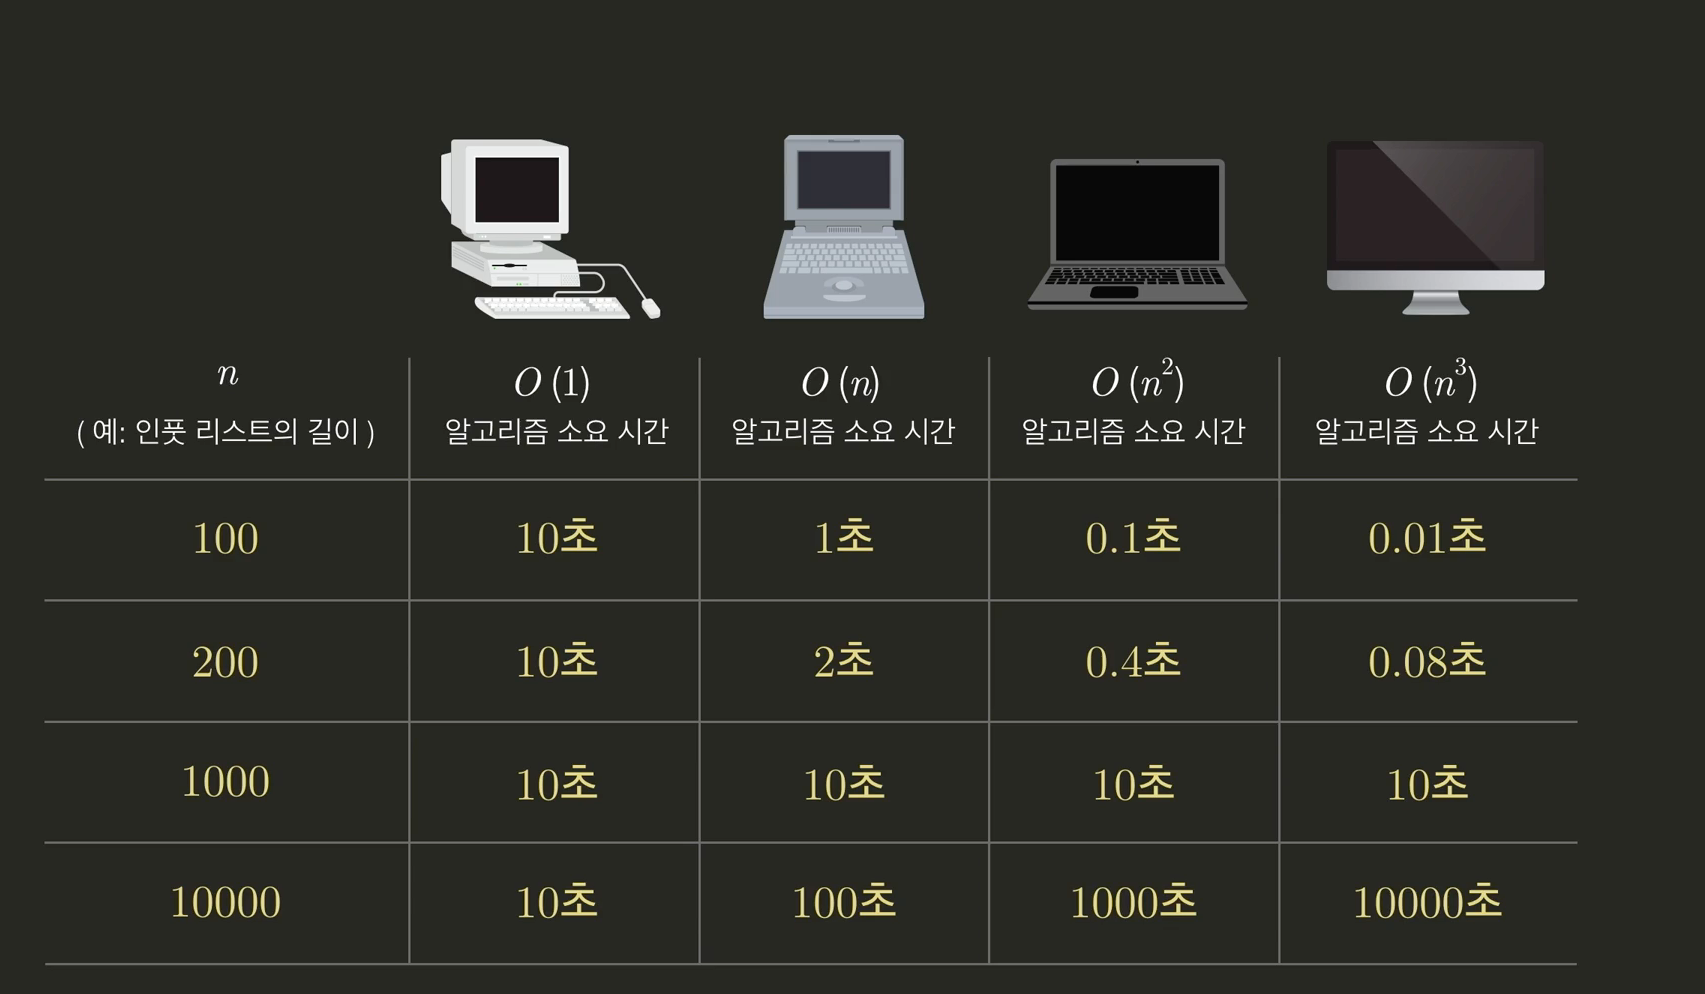 n O (1) O (n) O (n²) O (n³)
( 예: 인풋 리스트의 길이 ) 알고리즘 소요 시간 알고리즘 소요 시간 알고리즘 소요 시간 알고리즘 소요 시간
100 10초 1초 0.1초 0.01초
200 10초 2초 0.4초 0.08초
1000 10초 10초 10초 10초
10000 10초 100초 1000초 10000초